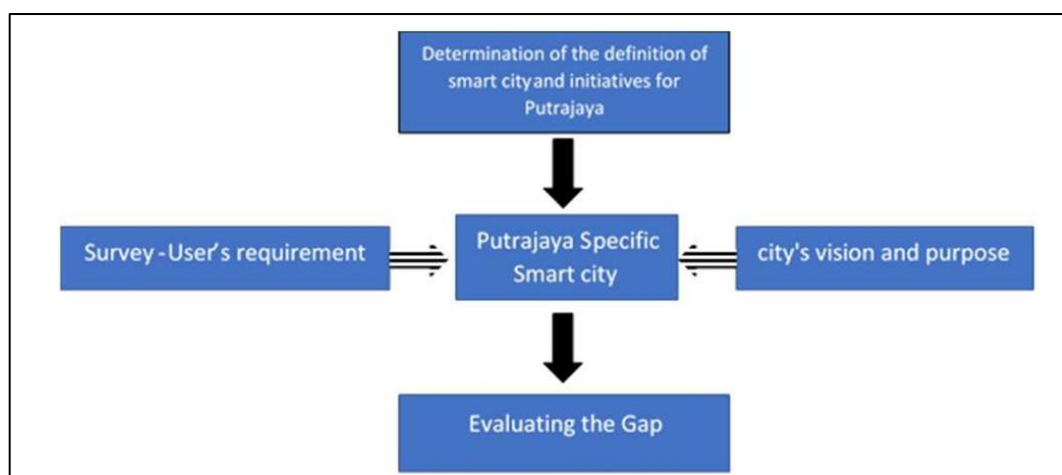 Determination of the definition of
smart city and initiatives for
Putrajaya
Survey - User's requirement
Putrajaya Specific
Smart city
city's vision and purpose
Evaluating the Gap